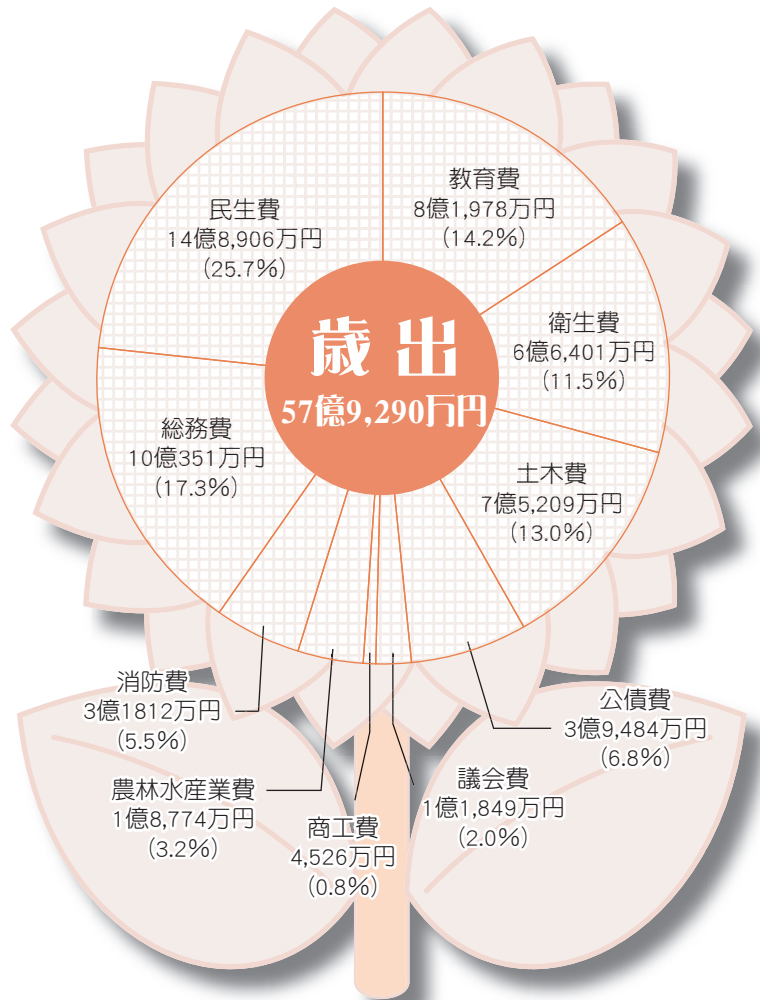 歳出
57億9,290万円
教育費
8億1,978万円
(14.2%)
衛生費
6億6,401万円
(11.5%)
土木費
7億5,209万円
(13.0%)
公債費
3億9,484万円
(6.8%)
議会費
1億1,849万円
(2.0%)
商工費
4,526万円
(0.8%)
農林水産業費
1億8,774万円
(3.2%)
消防費
3億1812万円
(5.5%)
総務費
10億351万円
(17.3%)
民生費
14億8,906万円
(25.7%)